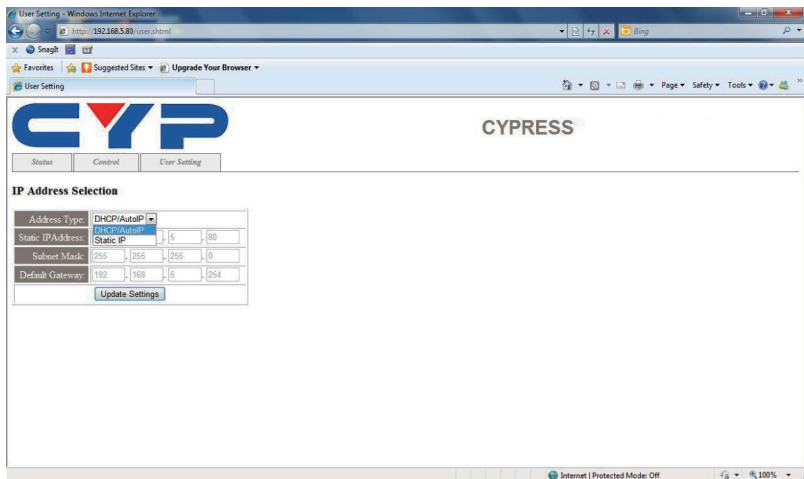 User Setting - Windows Internet Explorer
http://192.168.5.80/user.shtml
Bing
x SnagIt
Favorites Suggested Sites Upgrade Your Browser
User Setting
Page Safety Tools
CYP
CYPRESS
Status Control User Setting
IP Address Selection
Address Type: DHCP/AutoIP
DHCP/AutoIP
Static IP
Static IPAddress: . 5 . 80
Subnet Mask: 255 . 255 . 255 . 0
Default Gateway: 192 . 168 . 5 . 254
Update Settings
Internet | Protected Mode: Off 100%